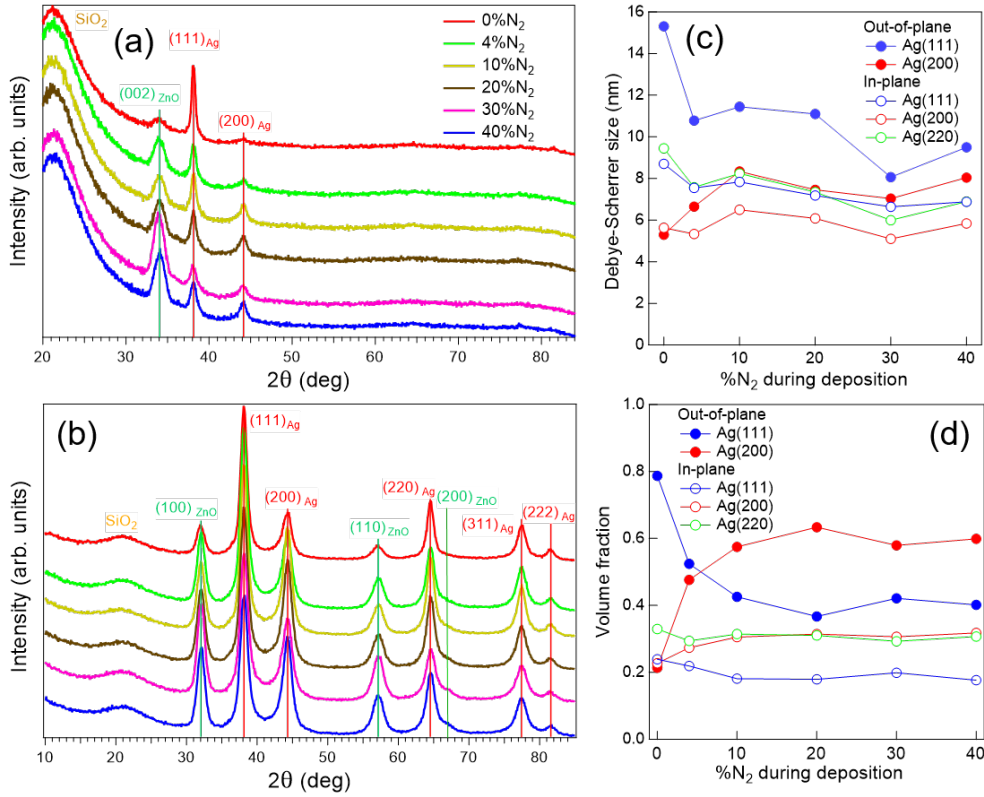 (a)
SiO2
(111)Ag
(002)ZnO
(200)Ag
0%N2
4%N2
10%N2
20%N2
30%N2
40%N2
Intensity (arb. units)
20 30 40 50 60 70 80
2θ (deg)
(c)
Out-of-plane
Ag(111)
Ag(200)
In-plane
Ag(111)
Ag(200)
Ag(220)
Debye-Scherrer size (nm)
16
14
12
10
8
6
4
2
0
0 10 20 30 40
%N2 during deposition
(b)
(111)Ag
(100)ZnO
(200)Ag
(220)Ag
(200)ZnO
SiO2
(110)ZnO
(311)Ag
(222)Ag
Intensity (arb. units)
10 20 30 40 50 60 70 80
2θ (deg)
(d)
Out-of-plane
Ag(111)
Ag(200)
In-plane
Ag(111)
Ag(200)
Ag(220)
Volume fraction
1.0
0.8
0.6
0.4
0.2
0.0
0 10 20 30 40
%N2 during deposition